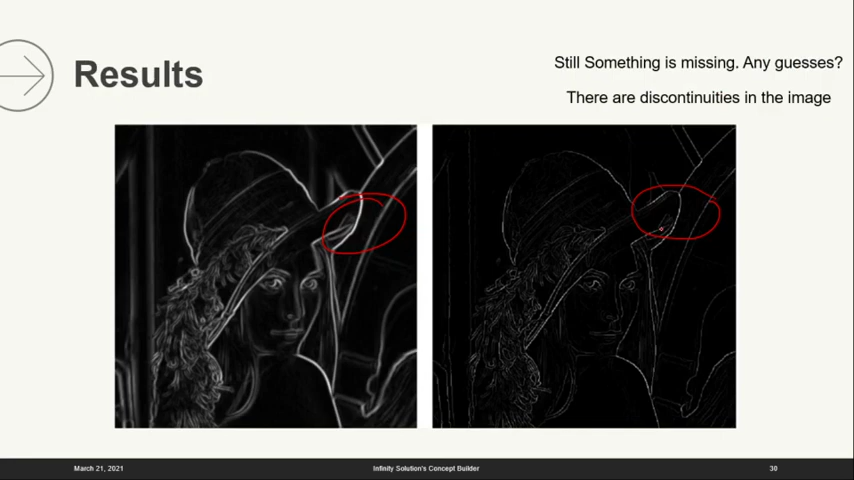 Results
Still Something is missing. Any guesses?
There are discontinuities in the image
March 21, 2021
Infinity Solution's Concept Builder
30